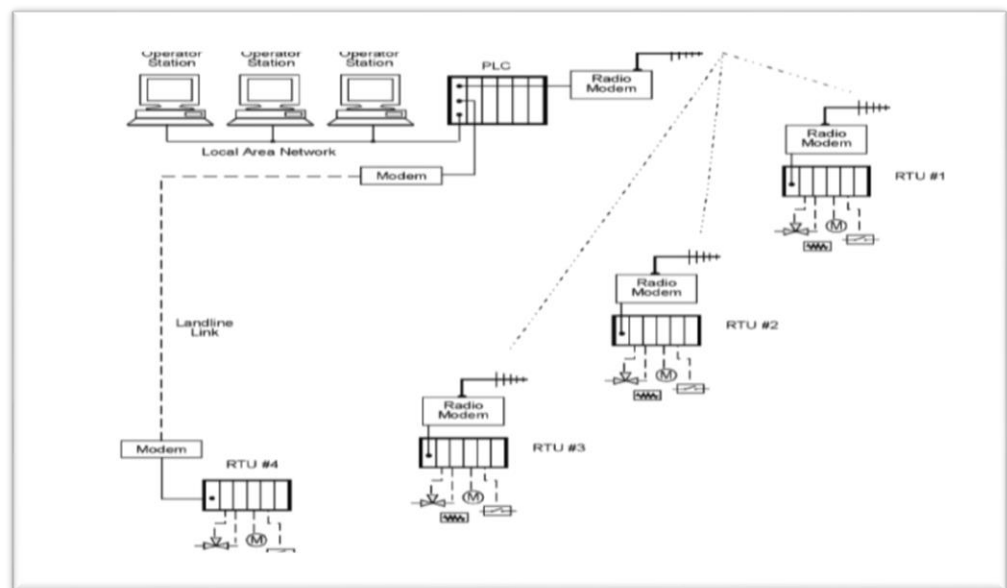 Operator
Station
Operator
Station
Operator
Station
PLC
Radio
Modem
Local Area Network
Modem
Radio
Modem
RTU #1
M
Radio
Modem
RTU #2
M
Landline
Link
Radio
Modem
RTU #3
M
Modem
RTU #4
M